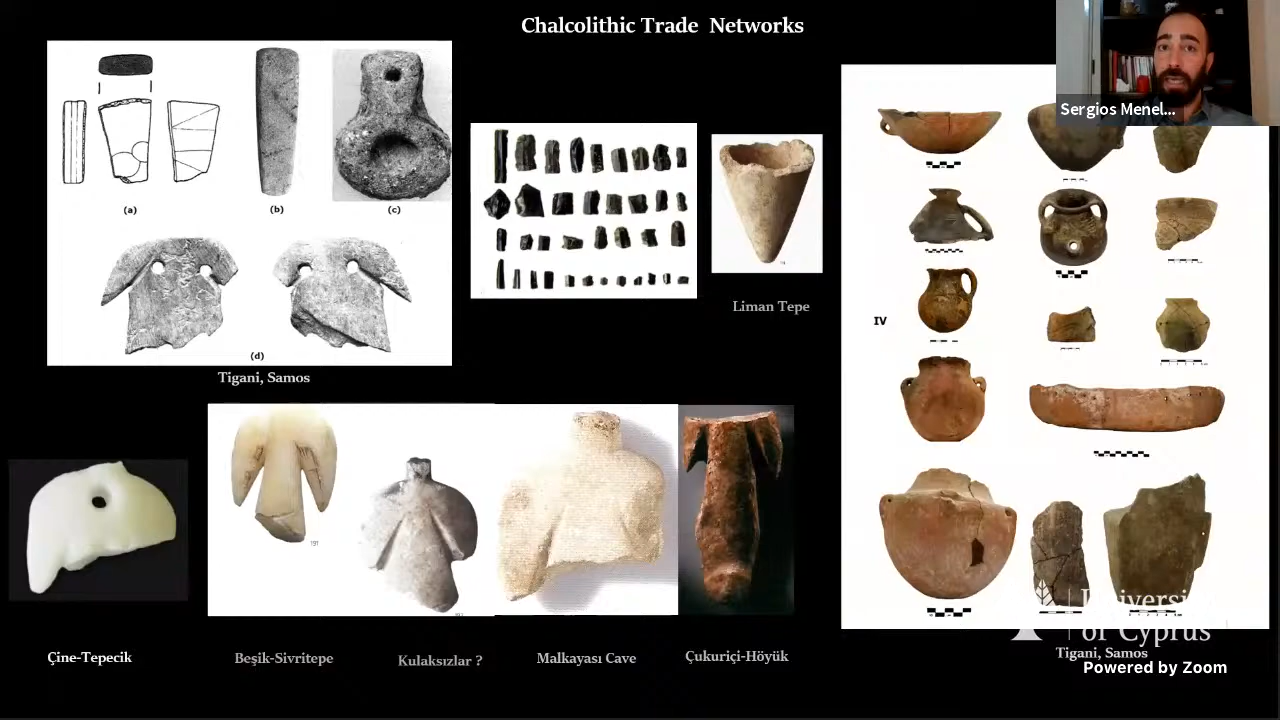 Chalcolithic Trade Networks
Sergios Menel...
(a)
(b)
(c)
(d)
Tigani, Samos
Liman Tepe
IV
Çine-Tepecik
Beşik-Sivritepe
Kulaksızlar ?
Malkayası Cave
Çukuriçi-Höyük
of Cyprus
Tigani, Samos
Powered by Zoom